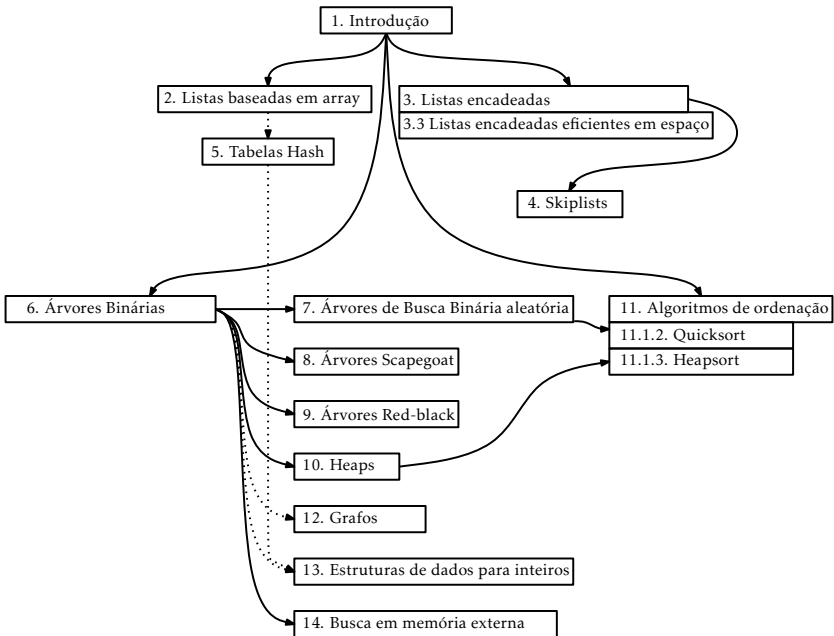 1. Introdução
2. Listas baseadas em array
3. Listas encadeadas
3.3 Listas encadeadas eficientes em espaço
5. Tabelas Hash
4. Skiplists
6. Árvores Binárias
7. Árvores de Busca Binária aleatória
11. Algoritmos de ordenação
11.1.2. Quicksort
11.1.3. Heapsort
8. Árvores Scapegoat
9. Árvores Red-black
10. Heaps
12. Grafos
13. Estruturas de dados para inteiros
14. Busca em memória externa